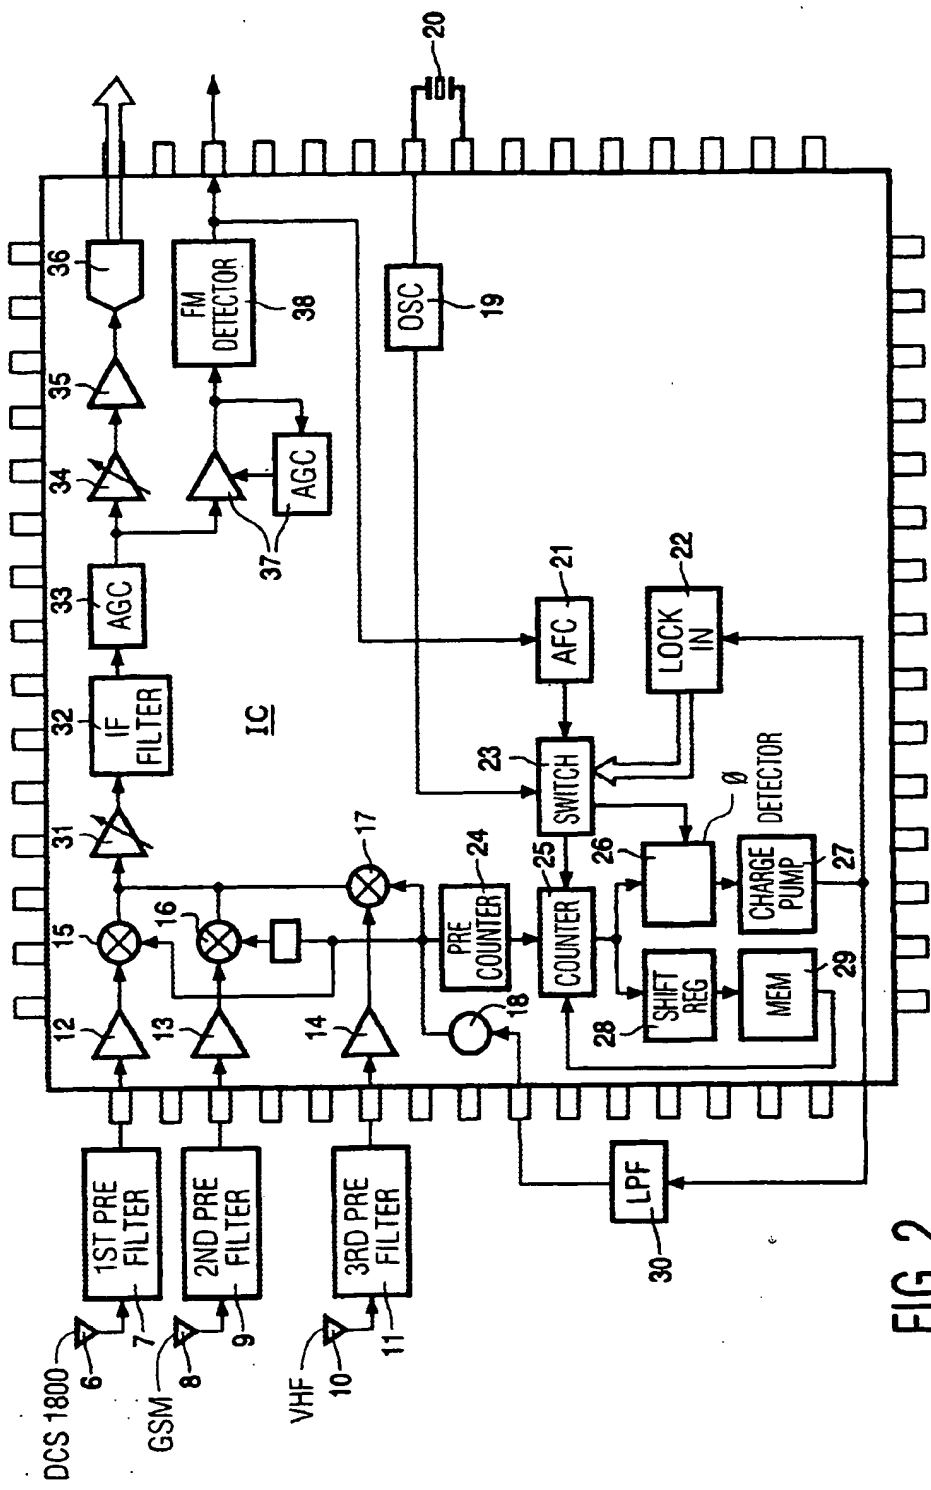 DCS 1800
6
1ST PRE
FILTER
7
GSM
8
2ND PRE
FILTER
9
VHF
10
3RD PRE
FILTER
11
12
13
14
15
16
17
31
IF
FILTER
32
AGC
33
34
35
36
37
AGC
FM
DETECTOR
38
IC
OSC
19
20
18
PRE
COUNTER
24
COUNTER
25
SWITCH
23
AFC
21
LOCK
IN
22
26
Ø
DETECTOR
CHARGE
PUMP
27
SHIFT
REG
28
MEM
29
LPF
30
FIG. 2